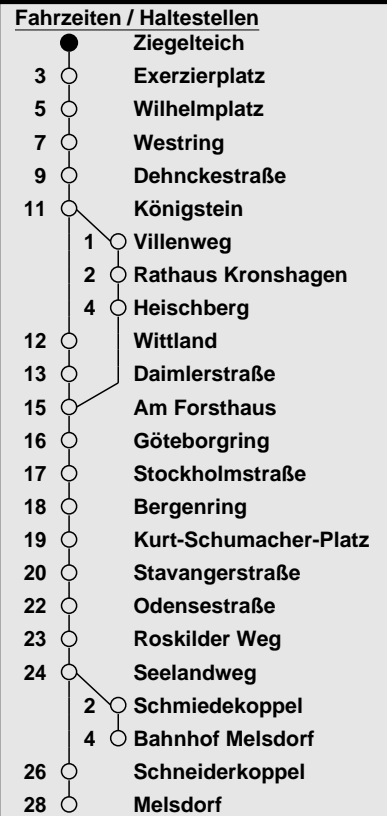 Fahrzeiten / Haltestellen
Ziegelteich
3 Exerzierplatz
5 Wilhelmplatz
7 Westring
9 Dehnckestraße
11 Königstein
1 Villenweg
2 Rathaus Kronshagen
4 Heischberg
12 Wittland
13 Daimlerstraße
15 Am Forsthaus
16 Göteborgring
17 Stockholmstraße
18 Bergenring
19 Kurt-Schumacher-Platz
20 Stavangerstraße
22 Odensestraße
23 Roskilder Weg
24 Seelandweg
2 Schmiedekoppel
4 Bahnhof Melsdorf
26 Schneiderkoppel
28 Melsdorf